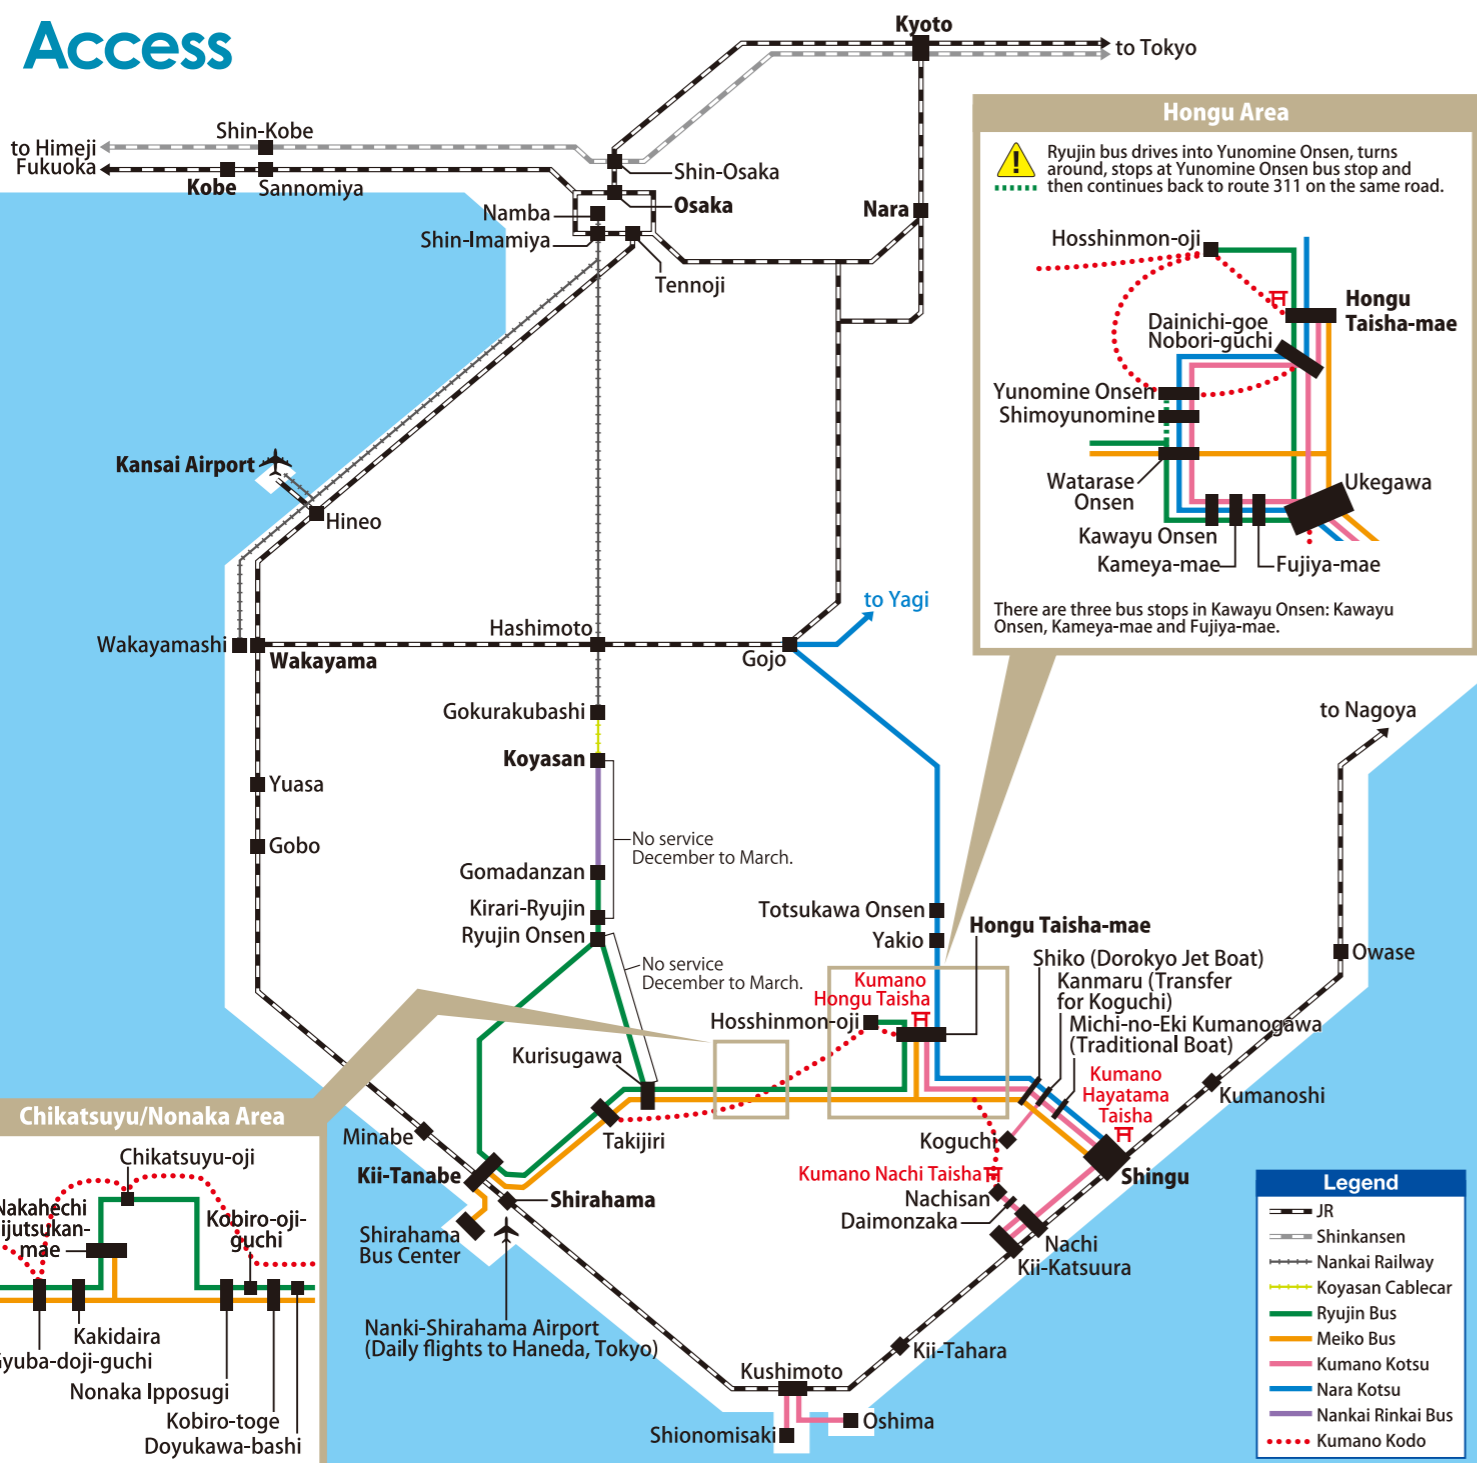 Access
Kyoto
to Tokyo
Shin-Kobe
to Himeji
Fukuoka
Kobe
Sannomiya
Shin-Osaka
Osaka
Namba
Shin-Imamiya
Tennoji
Nara
Hongu Area
!
Ryujin bus drives into Yunomine Onsen, turns
around, stops at Yunomine Onsen bus stop and
then continues back to route 311 on the same road.
Hosshinmon-oji
Hongu
Taisha-mae
Dainichi-goe
Nobori-guchi
Yunomine Onsen
Shimoyunomine
Watarase
Onsen
Ukegawa
Kawayu Onsen
Kameya-mae
Fujiya-mae
There are three bus stops in Kawayu Onsen: Kawayu
Onsen, Kameya-mae and Fujiya-mae.
Kansai Airport
Hineo
to Yagi
Wakayamashi
Wakayama
Hashimoto
Gojo
Gokurakubashi
Koyasan
to Nagoya
Yuasa
Gobo
No service
December to March.
Gomadanzan
Kirari-Ryujin
Ryujin Onsen
No service
December to March.
Totsukawa Onsen
Yakio
Hongu Taisha-mae
Owase
Shiko (Dorokyo Jet Boat)
Kanmaru (Transfer
for Koguchi)
Michi-no-Eki Kumanogawa
(Traditional Boat)
Kumano
Hongu Taisha
Hosshinmon-oji
Kurisugawa
Takijiri
Kumano
Hayatama
Taisha
Kumanoshi
Koguchi
Kumano Nachi Taisha
Nachisan
Daimonzaka
Shingu
Nachi
Kii-Katsuura
Minabe
Kii-Tanabe
Shirahama
Shirahama
Bus Center
Nanki-Shirahama Airport
(Daily flights to Haneda, Tokyo)
Kii-Tahara
Kushimoto
Oshima
Shionomisaki
Chikatsuyu/Nonaka Area
Chikatsuyu-oji
Nakahechi
ijutsukan-
mae
Kobiro-oji-
guchi
Kakidaira
Gyuba-doji-guchi
Nonaka Ipposugi
Kobiro-toge
Doyukawa-bashi
Legend
JR
Shinkansen
Nankai Railway
Koyasan Cablecar
Ryujin Bus
Meiko Bus
Kumano Kotsu
Nara Kotsu
Nankai Rinkai Bus
Kumano Kodo